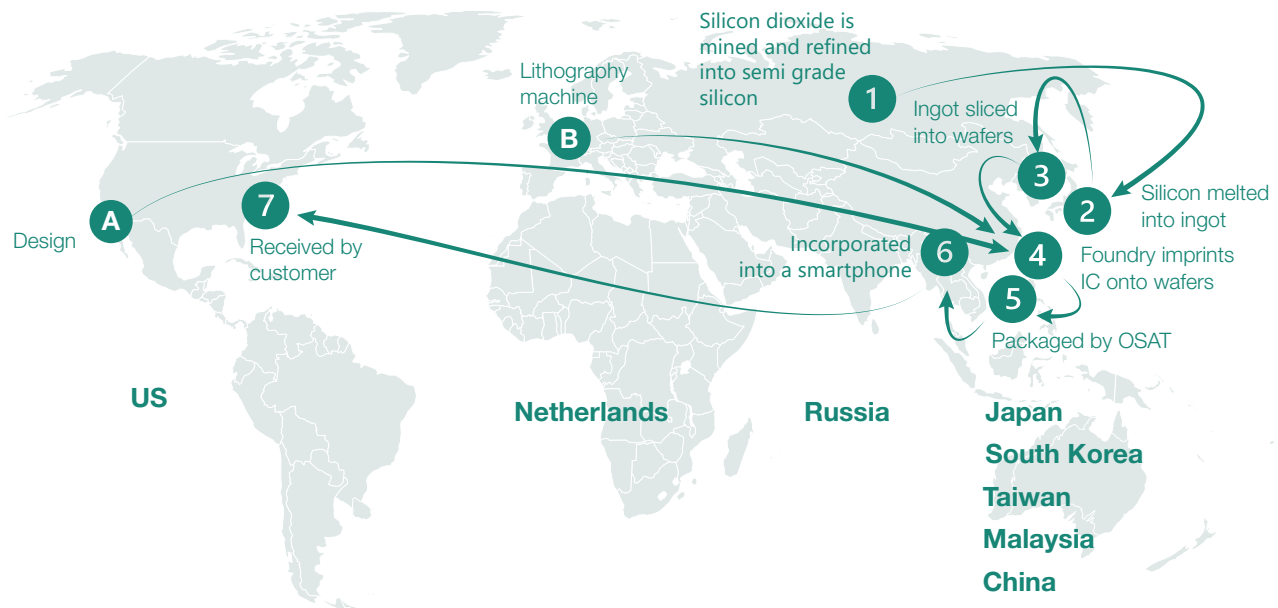 Silicon dioxide is
mined and refined
into semi grade
silicon
1
Lithography
machine
B
Ingot sliced
into wafers
3
2
Silicon melted
into ingot
A
Design
7
Received by
customer
Incorporated
into a smartphone
6
4
Foundry imprints
IC onto wafers
5
Packaged by OSAT
US
Netherlands
Russia
Japan
South Korea
Taiwan
Malaysia
China